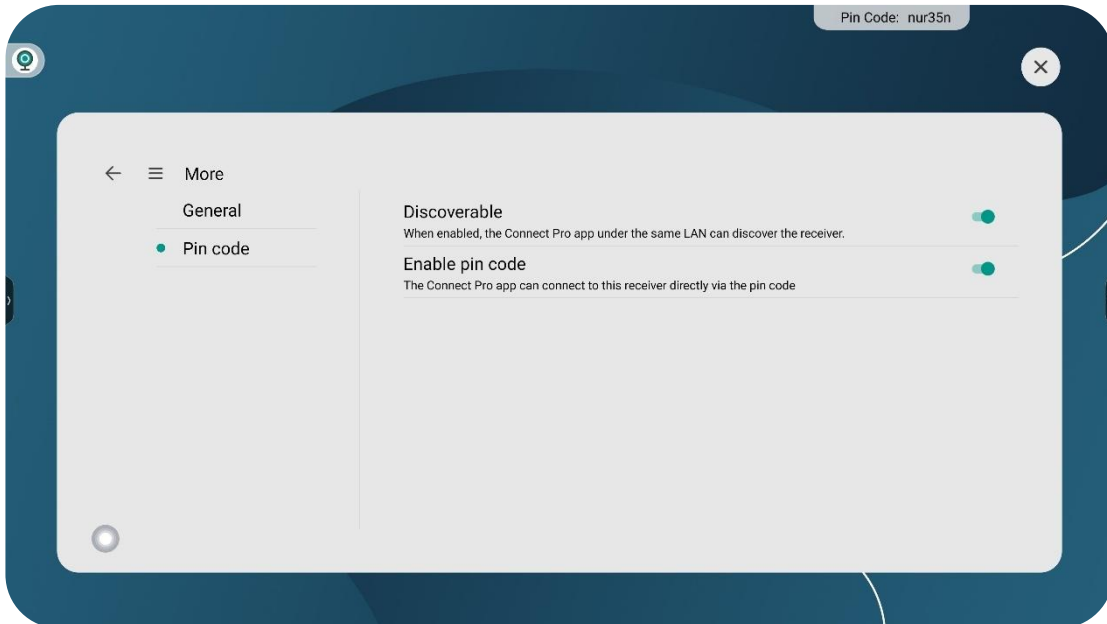 Pin Code: nur35n
More
General
Pin code
Discoverable
When enabled, the Connect Pro app under the same LAN can discover the receiver.
Enable pin code
The Connect Pro app can connect to this receiver directly via the pin code